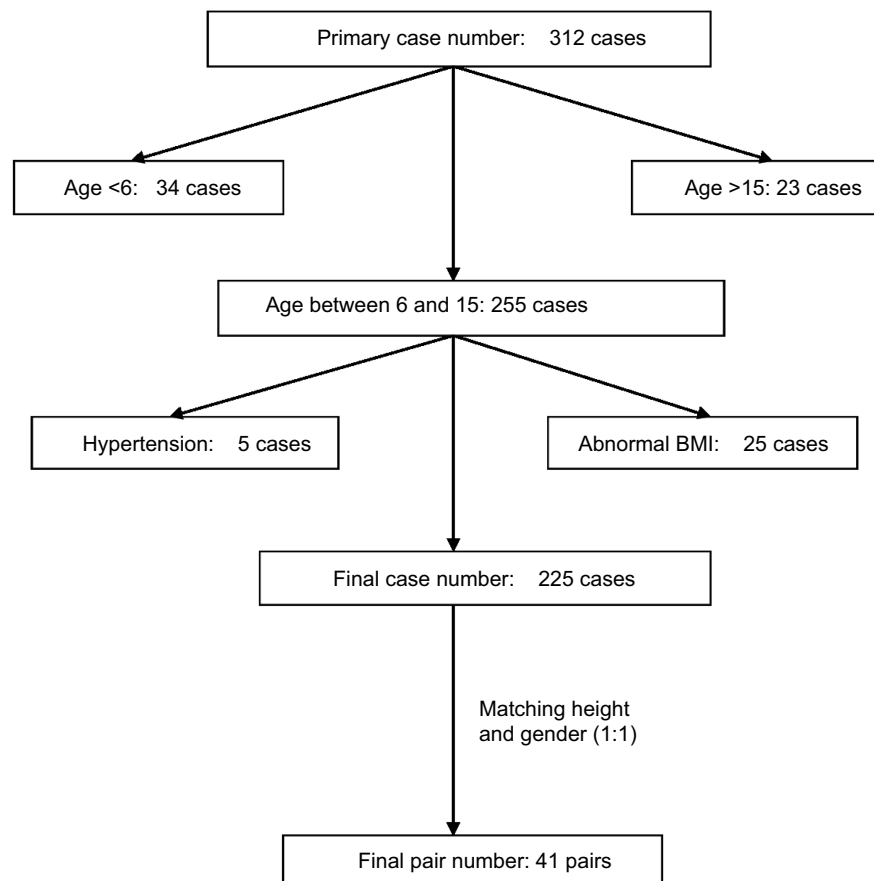 Primary case number: 312 cases
Age <6: 34 cases
Age >15: 23 cases
Age between 6 and 15: 255 cases
Hypertension: 5 cases
Abnormal BMI: 25 cases
Final case number: 225 cases
Matching height
and gender (1:1)
Final pair number: 41 pairs